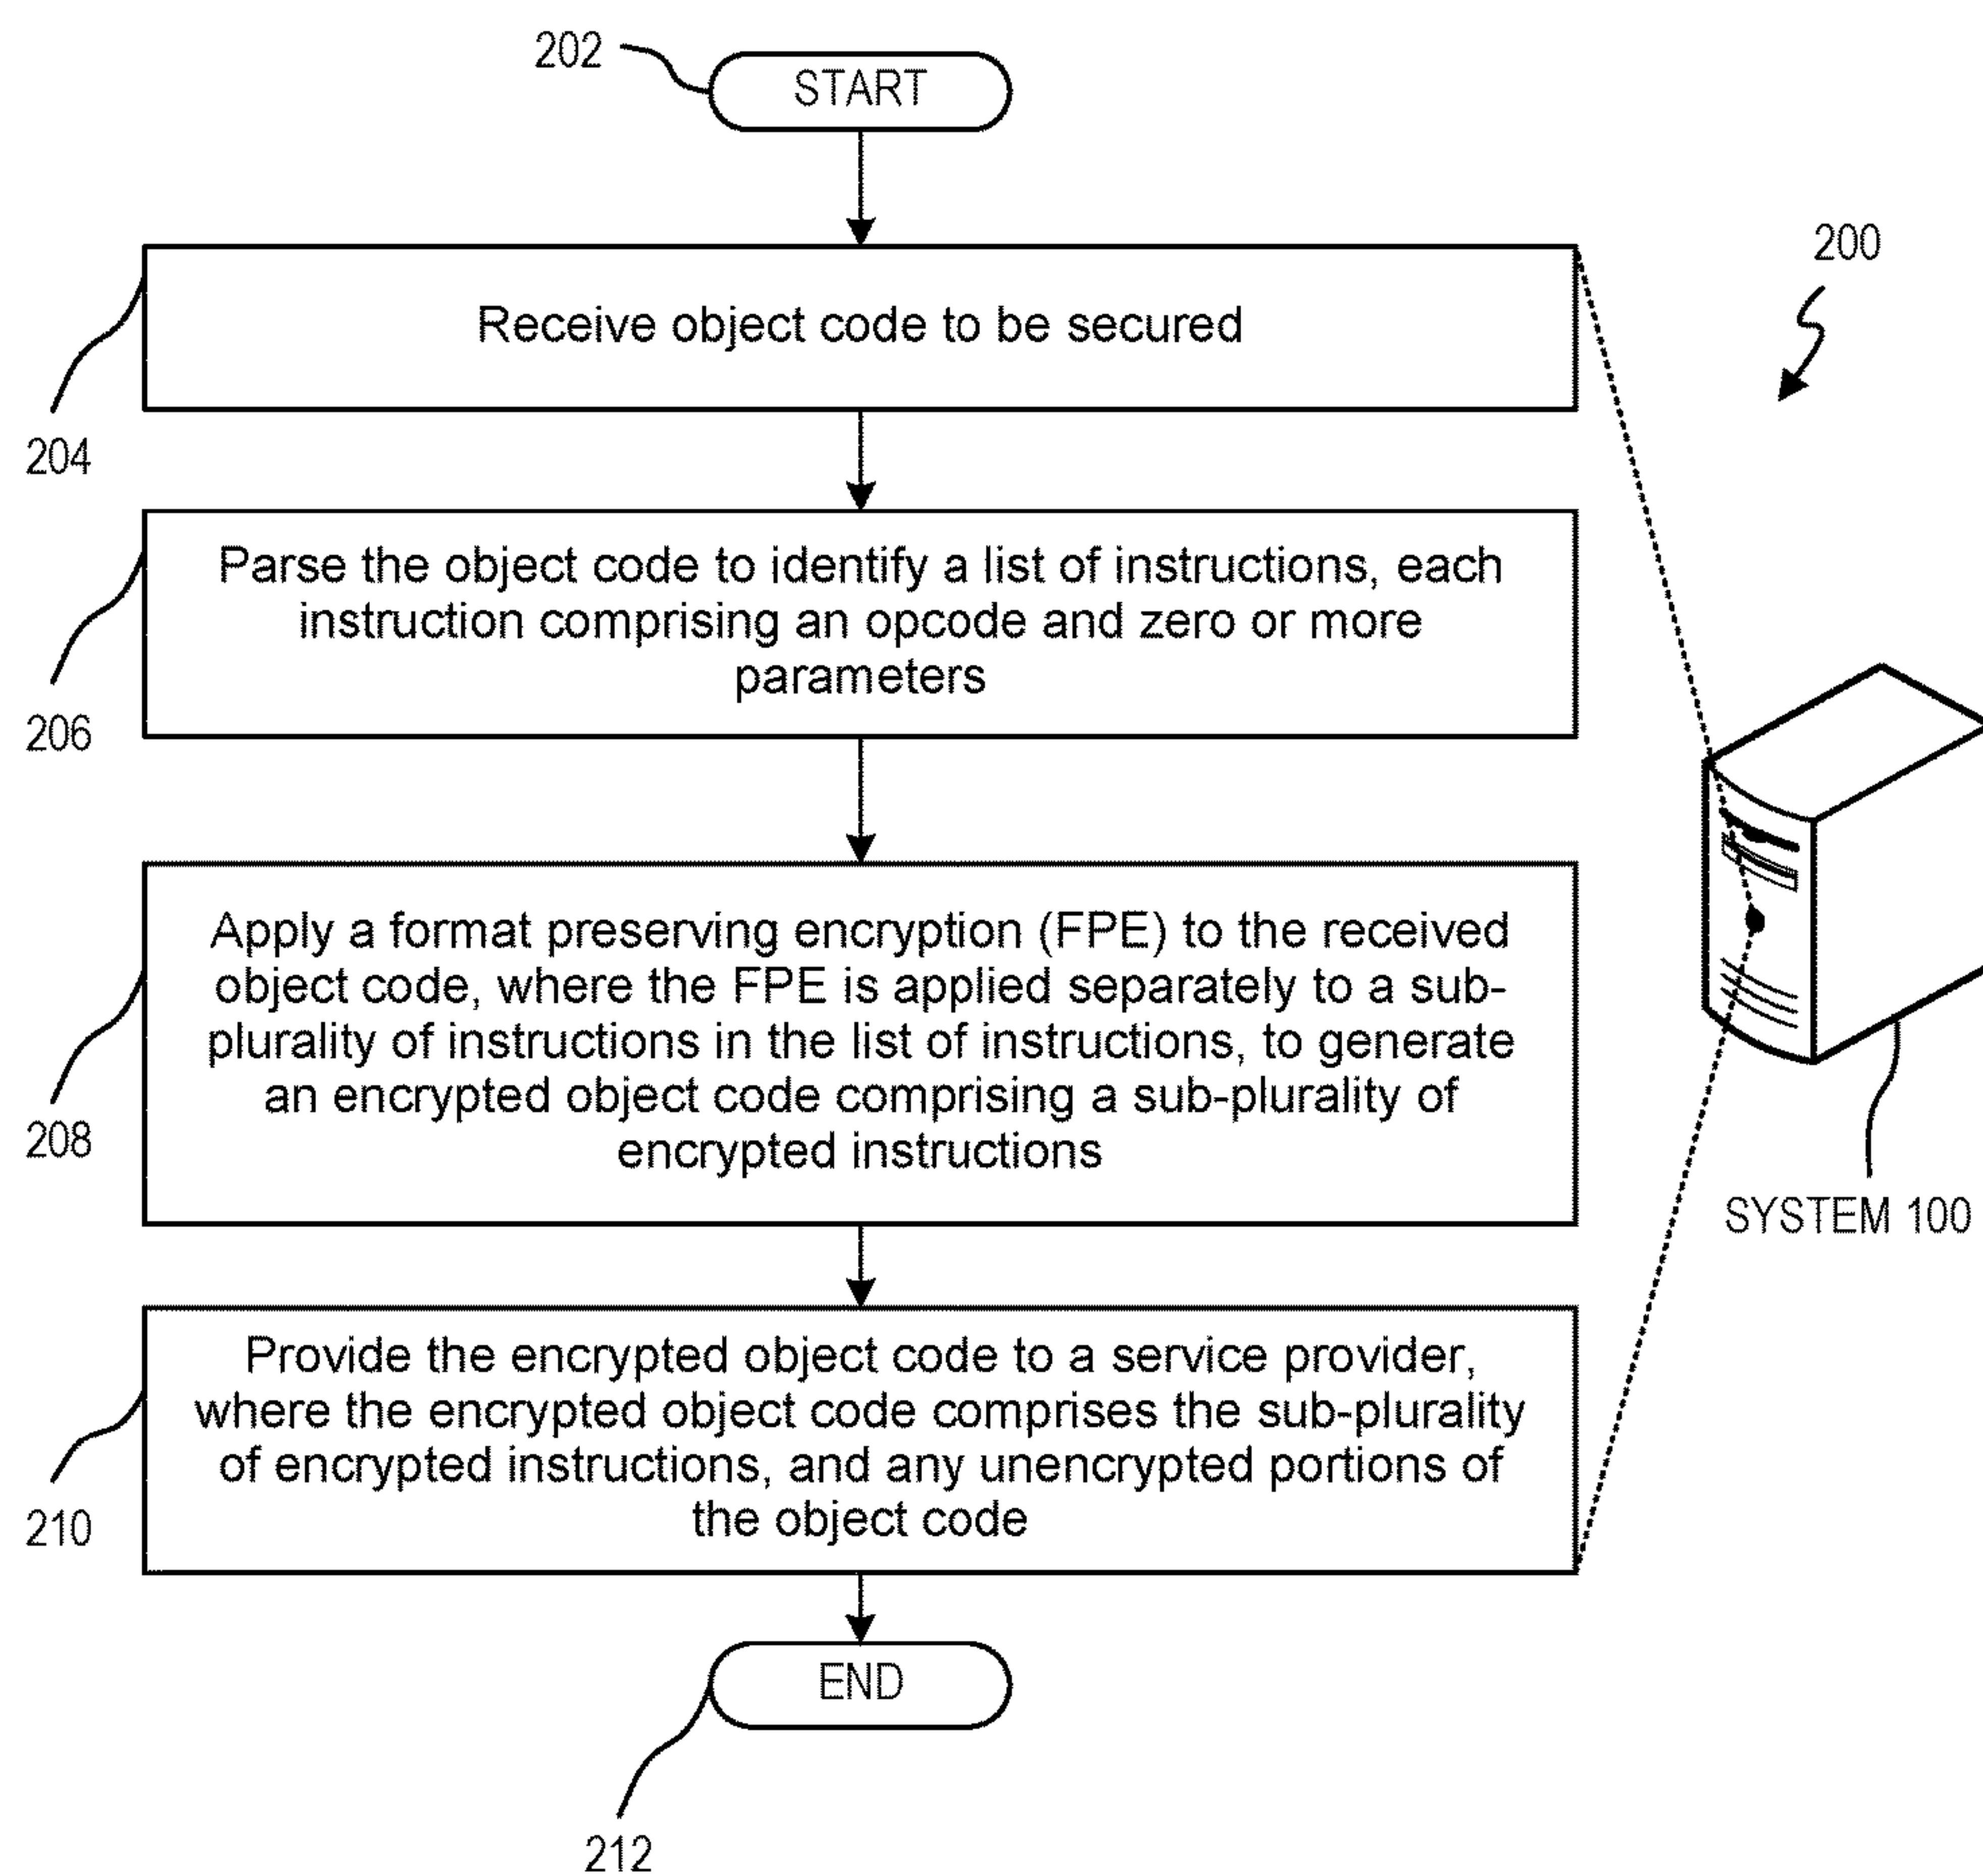 202
START
200
Receive object code to be secured
204
Parse the object code to identify a list of instructions, each
instruction comprising an opcode and zero or more
parameters
206
Apply a format preserving encryption (FPE) to the received
object code, where the FPE is applied separately to a sub-
plurality of instructions in the list of instructions, to generate
an encrypted object code comprising a sub-plurality of
encrypted instructions
208
SYSTEM 100
Provide the encrypted object code to a service provider,
where the encrypted object code comprises the sub-plurality
of encrypted instructions, and any unencrypted portions of
the object code
210
END
212